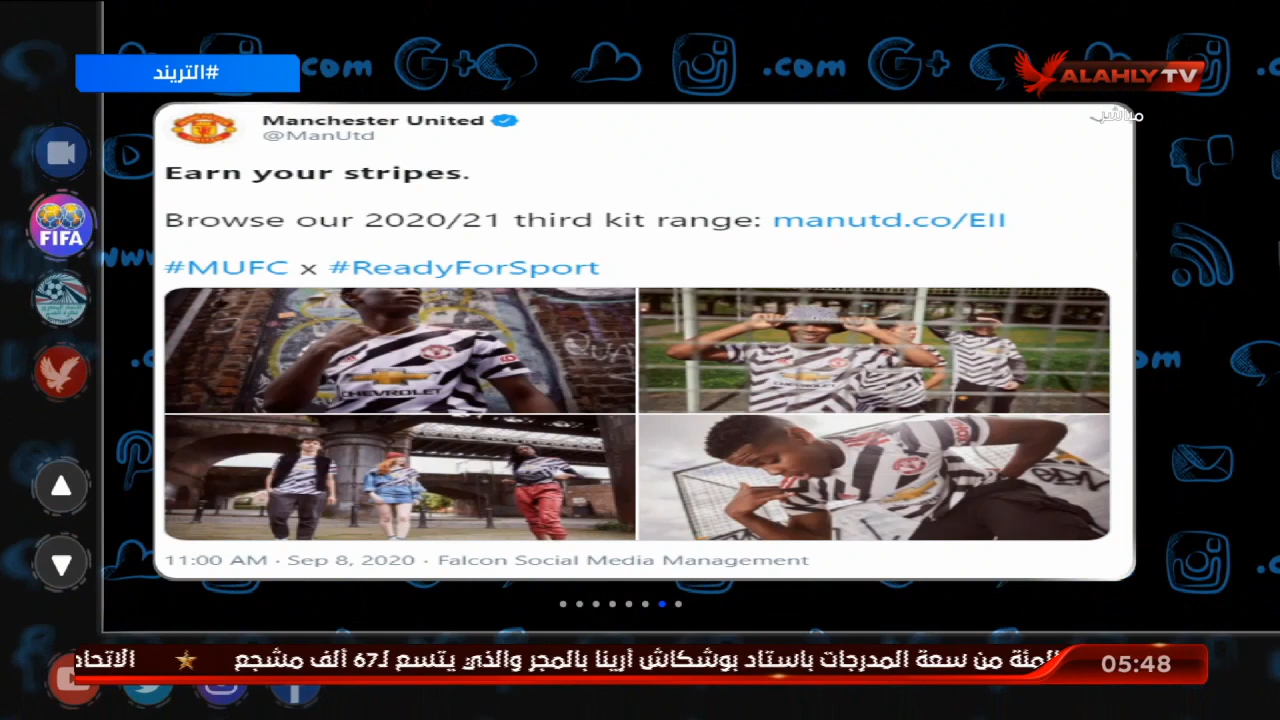 #التريند
ALAHLY TV
مباشر
Manchester United
@ManUtd
Earn your stripes.
Browse our 2020/21 third kit range: manutd.co/EII
#MUFC x #ReadyForSport
CHEVROLET
FIFA
11:00 AM · Sep 8, 2020 · Falcon Social Media Management
المئة من سعة المدرجات باستاد بوشكاش أرينا بالمجر والذي يتسع لـ67 ألف مشجع
05:48